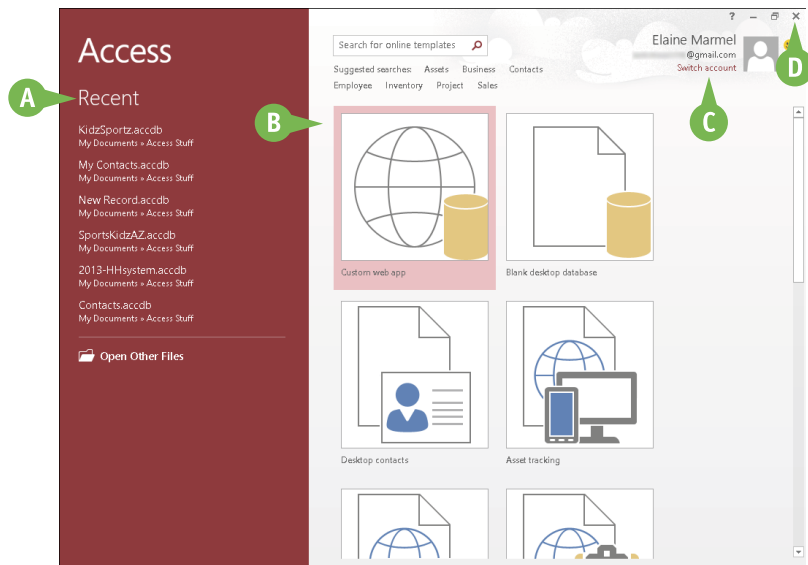 Access
A
Recent
KidzSportz.accdb
My Documents » Access Stuff
My Contacts.accdb
My Documents » Access Stuff
New Record.accdb
My Documents » Access Stuff
SportsKidzAZ.accdb
My Documents » Access Stuff
2013-HHsystem.accdb
My Documents » Access Stuff
Contacts.accdb
My Documents » Access Stuff
Open Other Files
?
Search for online templates
Suggested searches: Assets Business Contacts
Employee Inventory Project Sales
Elaine Marmel
@gmail.com
Switch account
D
C
B
Custom web app
Blank desktop database
Desktop contacts
Asset tracking